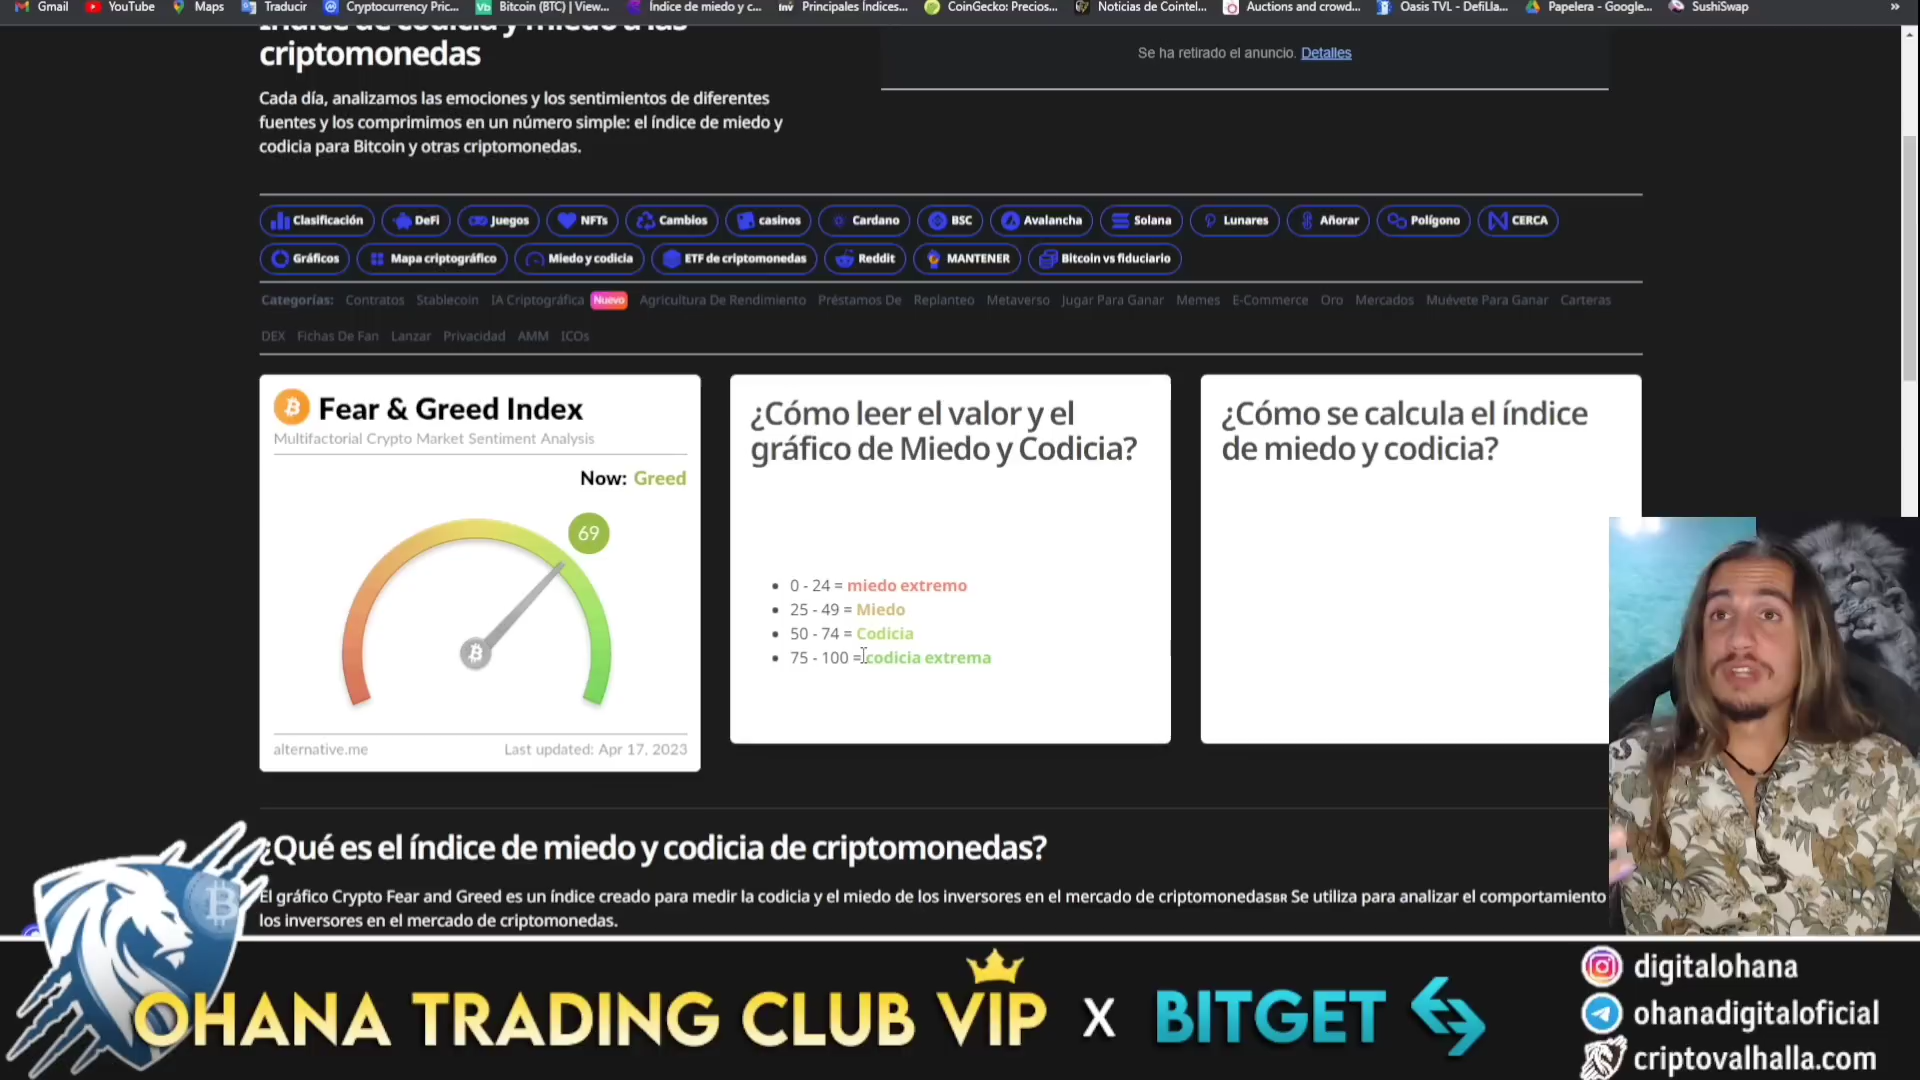 Gmail YouTube Maps Traducir Cryptocurrency Pric... Bitcoin (BTC) | View... Índice de miedo y c... Principales Índices... CoinGecko: Precios... Noticias de Cointel... Auctions and crowd... Oasis TVL - DefiLla... Papelera - Google... SushiSwap »
Índice de codicia y miedo a las
criptomonedas
Se ha retirado el anuncio. Detalles
Cada día, analizamos las emociones y los sentimientos de diferentes
fuentes y los comprimimos en un número simple: el índice de miedo y
codicia para Bitcoin y otras criptomonedas.
Clasificación DeFi Juegos NFTs Cambios casinos Cardano BSC Avalancha Solana Lunares Añorar Polígono CERCA
Gráficos Mapa criptográfico Miedo y codicia ETF de criptomonedas Reddit MANTENER Bitcoin vs fiduciario
Categorías: Contratos Stablecoin IA Criptográfica Nuevo Agricultura De Rendimiento Préstamos De Replanteo Metaverso Jugar Para Ganar Memes E-Commerce Oro Mercados Muévete Para Ganar Carteras
DEX Fichas De Fan Lanzar Privacidad AMM ICOs
Fear & Greed Index
Multifactorial Crypto Market Sentiment Analysis
Now: Greed
69
alternative.me Last updated: Apr 17, 2023
¿Cómo leer el valor y el
gráfico de Miedo y Codicia?
0 - 24 = miedo extremo
25 - 49 = Miedo
50 - 74 = Codicia
75 - 100 = codicia extrema
¿Cómo se calcula el índice
de miedo y codicia?
¿Qué es el índice de miedo y codicia de criptomonedas?
El gráfico Crypto Fear and Greed es un índice creado para medir la codicia y el miedo de los inversores en el mercado de criptomonedasBR Se utiliza para analizar el comportamiento
los inversores en el mercado de criptomonedas.
OHANA TRADING CLUB VIP X BITGET
digitalohana
ohanadigitaloficial
criptovalhalla.com